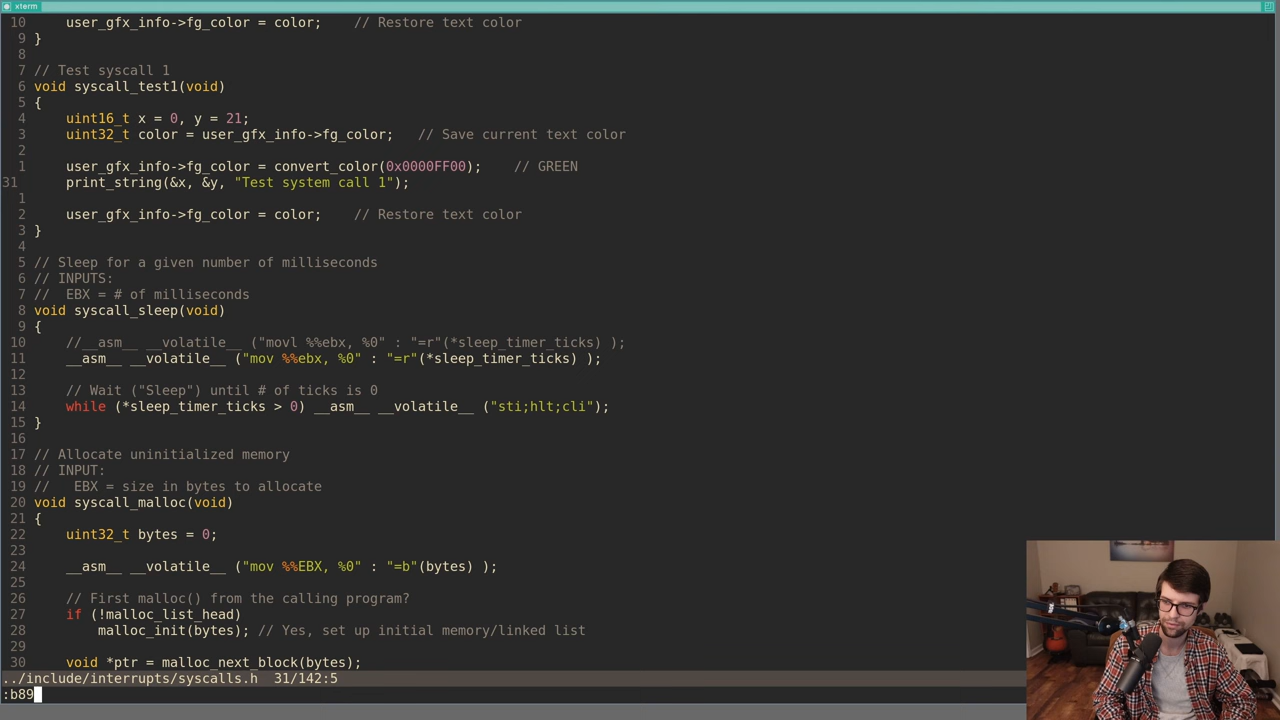 xterm
10 user_gfx_info->fg_color = color; // Restore text color
9 }
8
7 // Test syscall 1
6 void syscall_test1(void)
5 {
4 uint16_t x = 0, y = 21;
3 uint32_t color = user_gfx_info->fg_color; // Save current text color
2
1 user_gfx_info->fg_color = convert_color(0x0000FF00); // GREEN
31 print_string(&x, &y, "Test system call 1");
1
2 user_gfx_info->fg_color = color; // Restore text color
3 }
4
5 // Sleep for a given number of milliseconds
6 // INPUTS:
7 // EBX = # of milliseconds
8 void syscall_sleep(void)
9 {
10 //__asm__ __volatile__ ("movl %%ebx, %0" : "=r"(*sleep_timer_ticks) );
11 __asm__ __volatile__ ("mov %%ebx, %0" : "=r"(*sleep_timer_ticks) );
12
13 // Wait ("Sleep") until # of ticks is 0
14 while (*sleep_timer_ticks > 0) __asm__ __volatile__ ("sti;hlt;cli");
15 }
16
17 // Allocate uninitialized memory
18 // INPUT:
19 // EBX = size in bytes to allocate
20 void syscall_malloc(void)
21 {
22 uint32_t bytes = 0;
23
24 __asm__ __volatile__ ("mov %%EBX, %0" : "=b"(bytes) );
25
26 // First malloc() from the calling program?
27 if (!malloc_list_head)
28 malloc_init(bytes); // Yes, set up initial memory/linked list
29
30 void *ptr = malloc_next_block(bytes);
../include/interrupts/syscalls.h 31/142:5
:b89